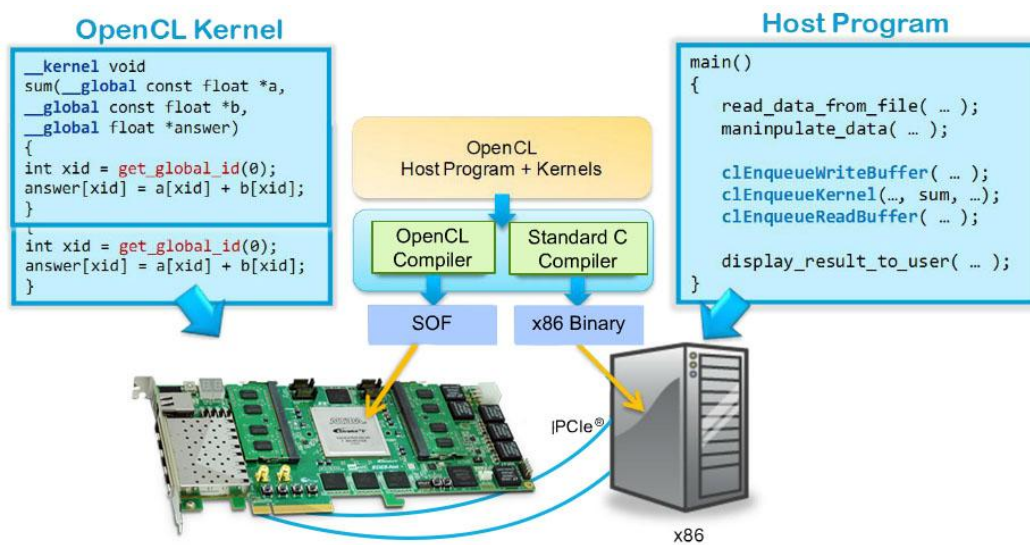 OpenCL Kernel
__kernel void
sum(__global const float *a,
__global const float *b,
__global float *answer)
{
int xid = get_global_id(0);
answer[xid] = a[xid] + b[xid];
}
{
int xid = get_global_id(0);
answer[xid] = a[xid] + b[xid];
}
OpenCL
Host Program + Kernels
OpenCL
Compiler
Standard C
Compiler
SOF
x86 Binary
Host Program
main()
{
read_data_from_file( … );
maninpulate_data( … );
clEnqueueWriteBuffer( … );
clEnqueueKernel(…, sum, …);
clEnqueueReadBuffer( … );
display_result_to_user( … );
}
|PCIe®
x86